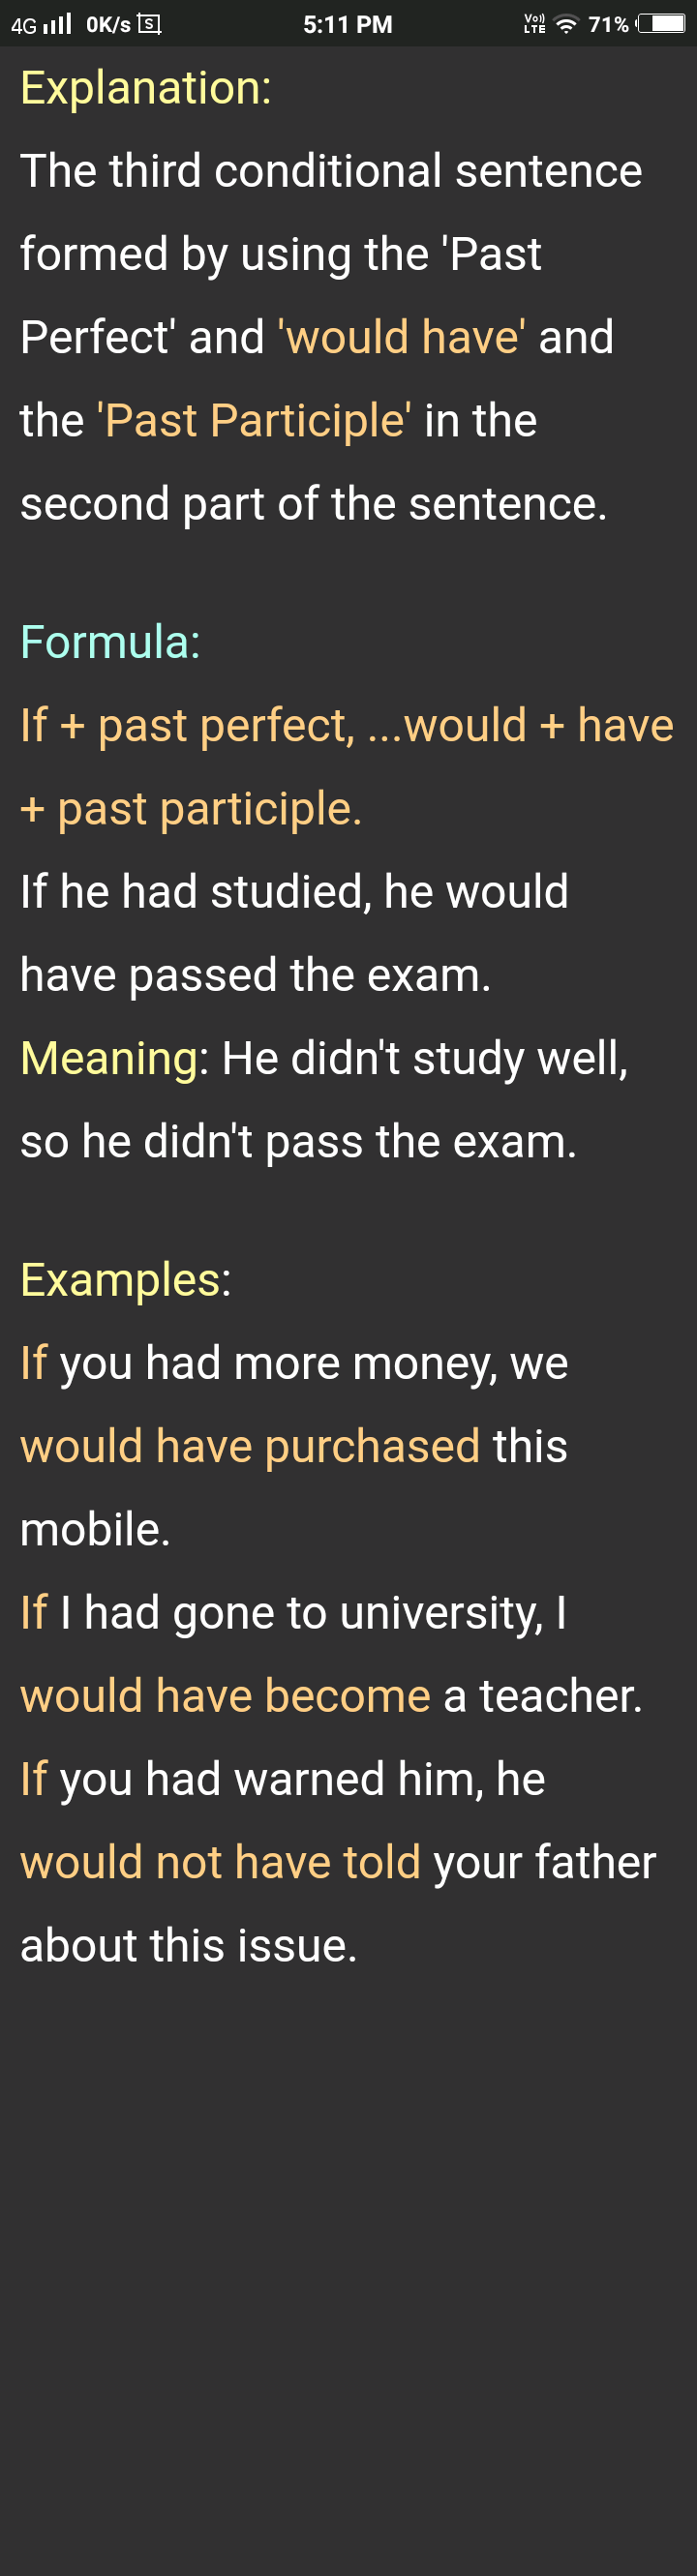 4G 0K/s S 5:11 PM Vo)) LTE 71%
Explanation:
The third conditional sentence
formed by using the 'Past
Perfect' and 'would have' and
the 'Past Participle' in the
second part of the sentence.
Formula:
If + past perfect, ...would + have
+ past participle.
If he had studied, he would
have passed the exam.
Meaning: He didn't study well,
so he didn't pass the exam.
Examples:
If you had more money, we
would have purchased this
mobile.
If I had gone to university, I
would have become a teacher.
If you had warned him, he
would not have told your father
about this issue.